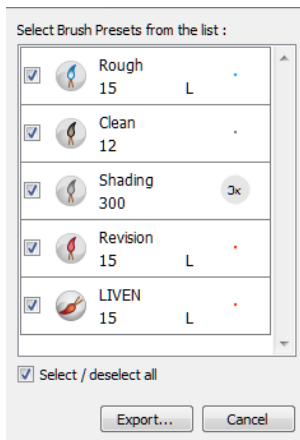 Select Brush Presets from the list :
Rough
15 L
Clean
12
Shading
300
Revision
15 L
LIVEN
15 L
Select / deselect all
Export... Cancel